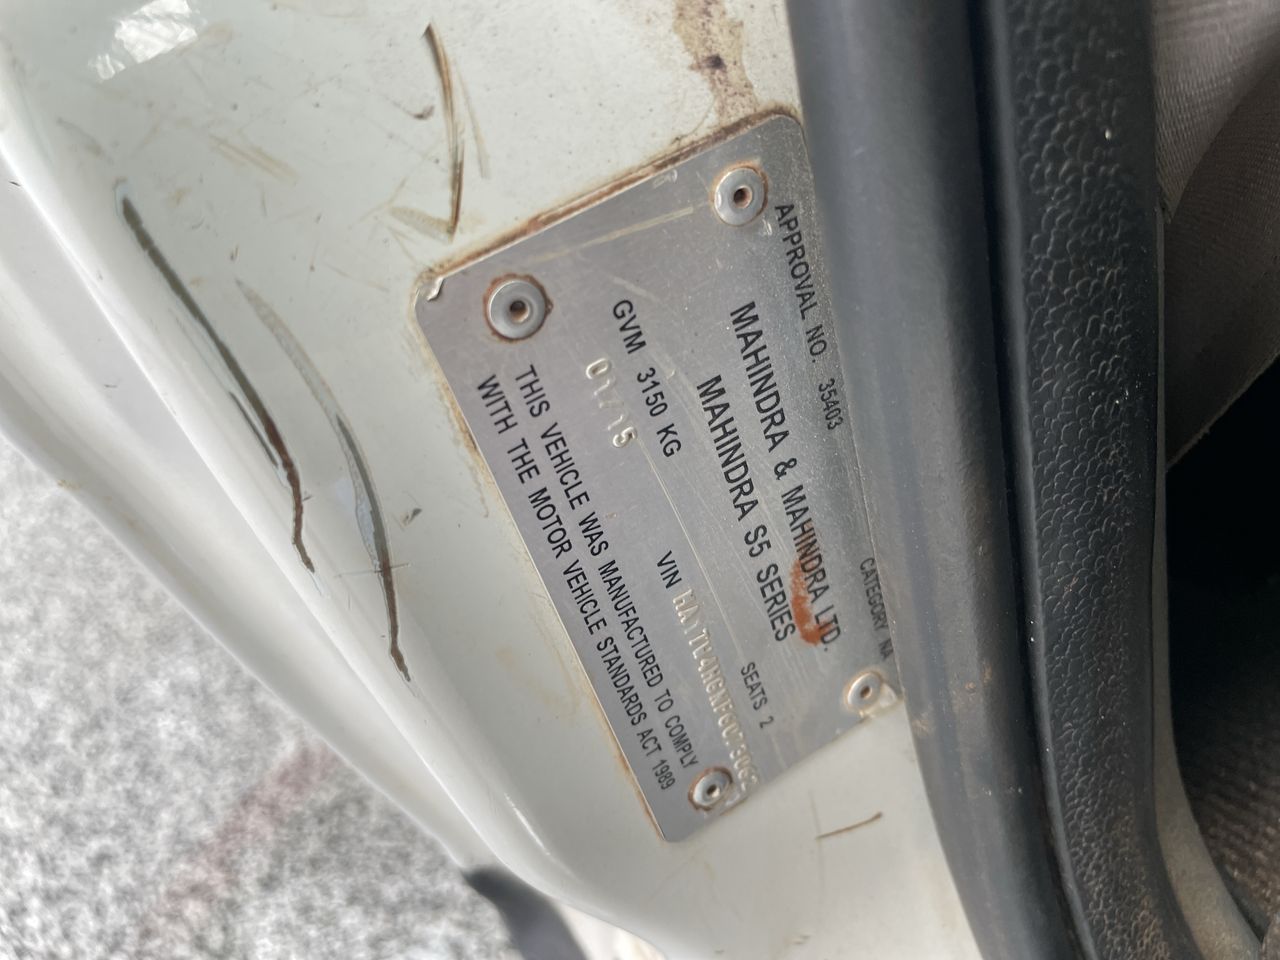 APPROVAL NO. 35403 CATEGORY NA
MAHINDRA & MAHINDRA LTD.
MAHINDRA S5 SERIES
GVM 3150 KG SEATS 2
01/15 VIN
THIS VEHICLE WAS MANUFACTURED TO COMPLY
WITH THE MOTOR VEHICLE STANDARDS ACT 1989